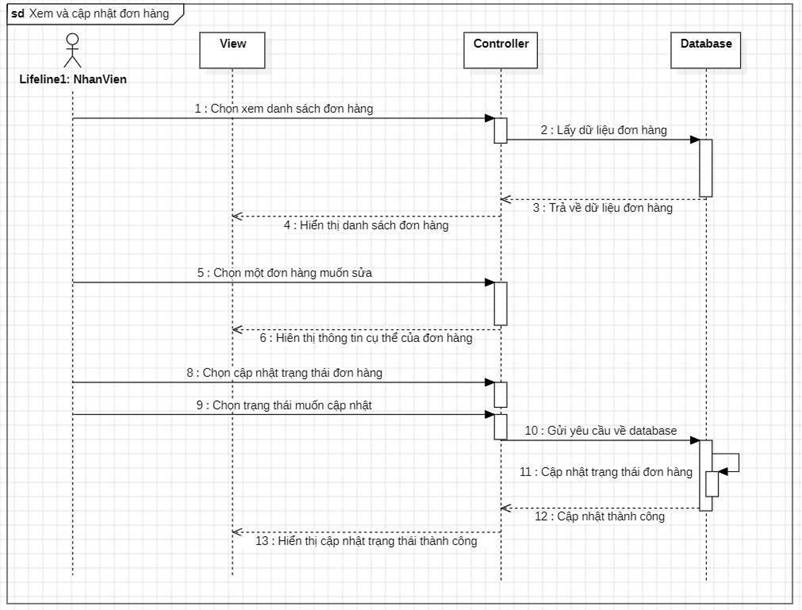 sd Xem và cập nhật đơn hàng
View
Controller
Database
Lifeline1: NhanVien
1 : Chọn xem danh sách đơn hàng
2 : Lấy dữ liệu đơn hàng
3 : Trả về dữ liệu đơn hàng
4 : Hiển thị danh sách đơn hàng
5 : Chọn một đơn hàng muốn sửa
6 : Hiên thị thông tin cụ thể của đơn hàng
8 : Chọn cập nhật trạng thái đơn hàng
9 : Chọn trạng thái muốn cập nhật
10 : Gửi yêu cầu về database
11 : Cập nhật trạng thái đơn hàng
12 : Cập nhật thành công
13 : Hiển thị cập nhật trạng thái thành công